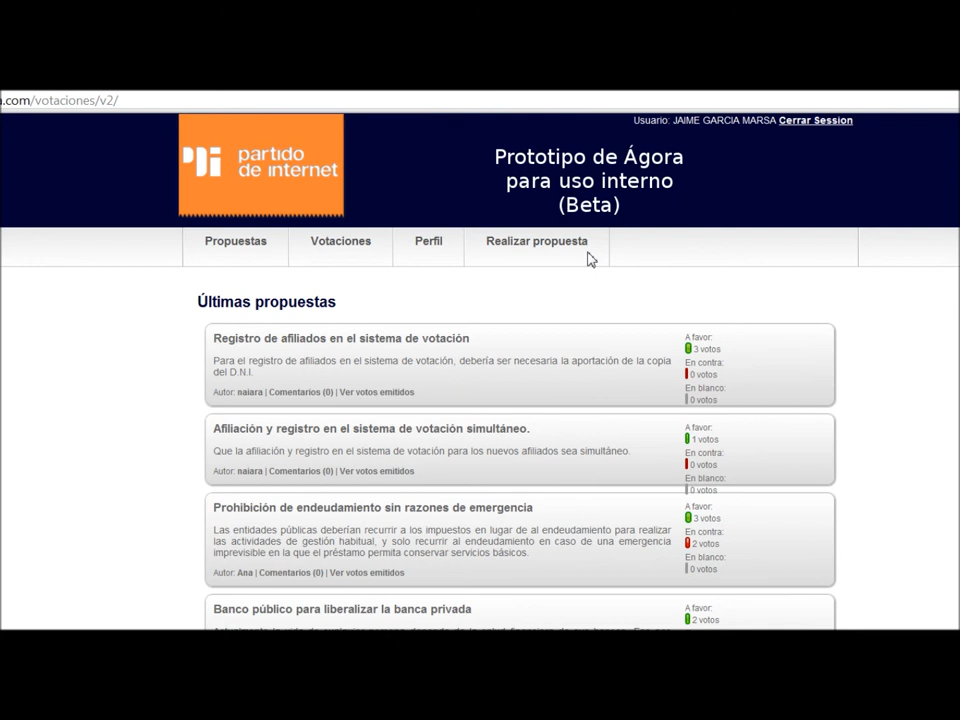 a.com/votaciones/v2/
Usuario: JAIME GARCIA MARSA Cerrar Session
partido
de internet
Prototipo de Ágora
para uso interno
(Beta)
Propuestas
Votaciones
Perfil
Realizar propuesta
Últimas propuestas
Registro de afiliados en el sistema de votación
Para el registro de afiliados en el sistema de votación, debería ser necesaria la aportación de la copia
del D.N.I.
Autor: naiara | Comentarios (0) | Ver votos emitidos
A favor:
3 votos
En contra:
0 votos
En blanco:
0 votos
Afiliación y registro en el sistema de votación simultáneo.
Que la afiliación y registro en el sistema de votación para los nuevos afiliados sea simultáneo.
Autor: naiara | Comentarios (0) | Ver votos emitidos
A favor:
1 votos
En contra:
0 votos
En blanco:
0 votos
Prohibición de endeudamiento sin razones de emergencia
Las entidades públicas deberían recurrir a los impuestos en lugar de al endeudamiento para realizar
las actividades de gestión habitual, y solo recurrir al endeudamiento en caso de una emergencia
imprevisible en la que el préstamo permita conservar servicios básicos.
Autor: Ana | Comentarios (0) | Ver votos emitidos
A favor:
3 votos
En contra:
2 votos
En blanco:
0 votos
Banco público para liberalizar la banca privada
A favor:
2 votos